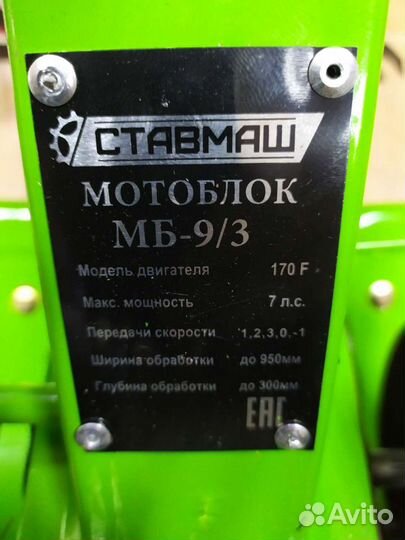 СТАВМАШ
МОТОБЛОК
МБ-9/3
Модель двигателя 170 F
Макс. мощность 7 л.с.
Передачи скорости 1,2,3,0,-1
Ширина обработки до 950мм
Глубина обработки до 300мм
EAC
Avito